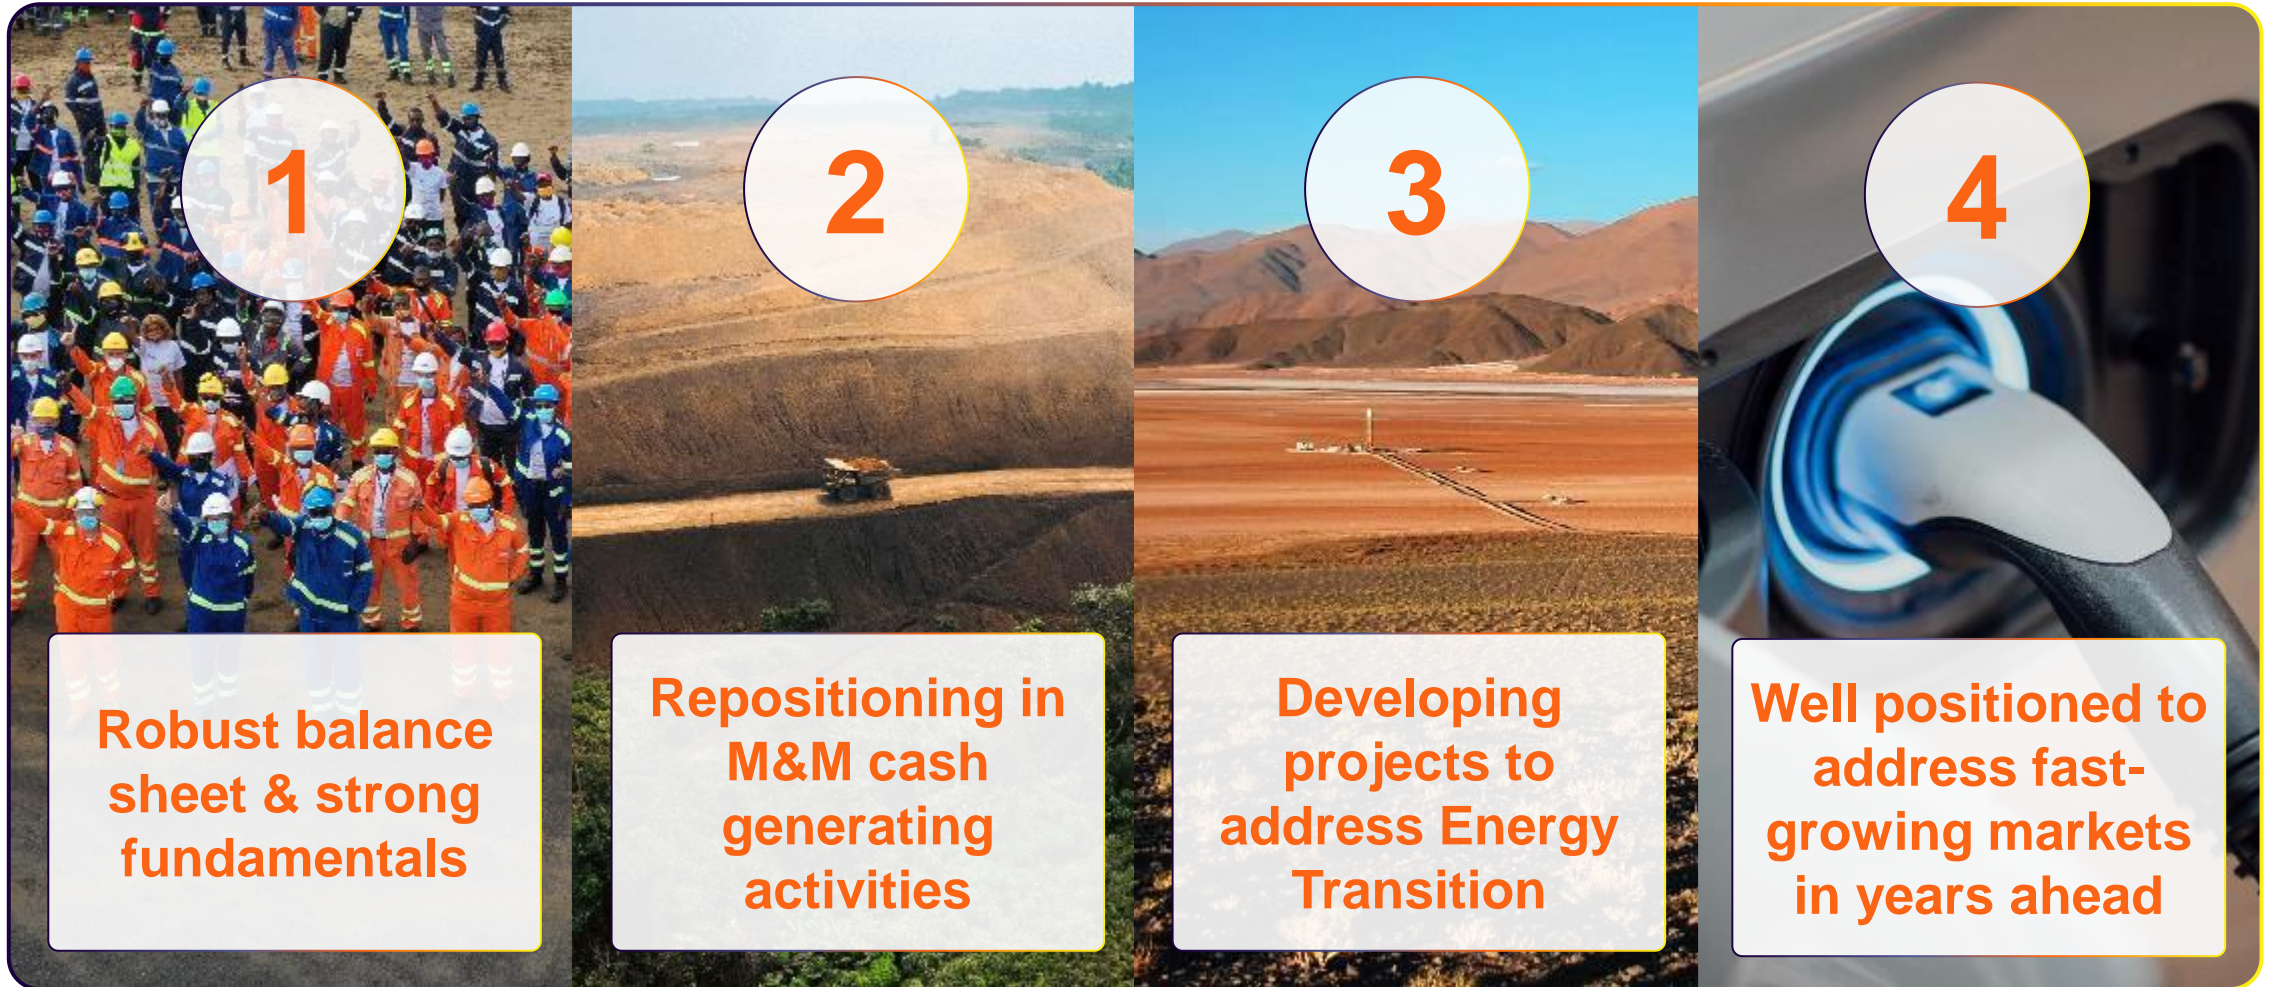 1
Robust balance
sheet & strong
fundamentals
2
Repositioning in
M&M cash
generating
activities
3
Developing
projects to
address Energy
Transition
4
Well positioned to
address fast-
growing markets
in years ahead